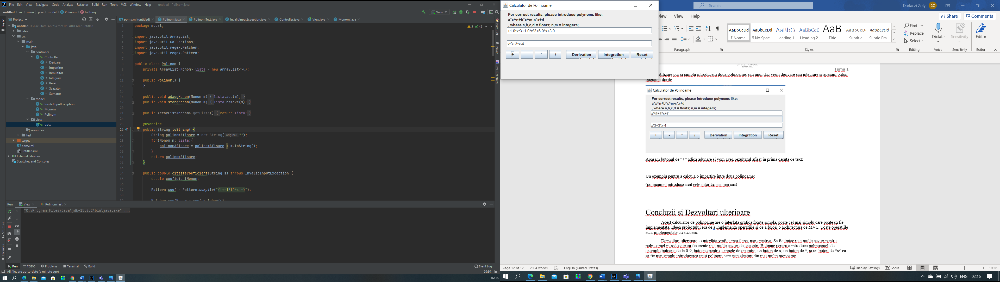 File Edit View Navigate Code Analyze Refactor Build Run Tools VCS Window Help untitled - Polinom.java
untitled src main java model Polinom toString
View
Project
pom.xml (untitled) Polinom.java PolinomTest.java InvalidInputException.java Controller.java View.java Monom.java
untitled D:\Facultate-An2\Sem2\TP LAB\LAB2\untitled
.idea
src
main
java
controller
Controller
Derivare
Impartitor
Inmultitor
Integrare
Reset
Scazator
Sumator
model
InvalidInputException
Monom
Polinom
view
View
resources
test
target
pom.xml
untitled.iml
External Libraries
Scratches and Consoles
5 45
1 package model;
2
3 import java.util.ArrayList;
4 import java.util.Collections;
5 import java.util.regex.Matcher;
6 import java.util.regex.Pattern;
7
8 public class Polinom {
9 private ArrayList<Monom> lista = new ArrayList<>();
10
11 public Polinom() {
12 }
13
14 public void adaugMonom(Monom m) { lista.add(m); }
17 public void stergMonom(Monom m) { lista.remove(m); }
20
21 public ArrayList<Monom> getLista() { return lista; }
24
25 @Override
26 public String toString(){
27 String polinomAfisare = new String( original: "");
28 for(Monom m: lista){
29 polinomAfisare = polinomAfisare + m.toString();
30 }
31 return polinomAfisare;
32 }
33
34 public double citesteCoeficient(String s) throws InvalidInputException {
35 double coeficientMonom;
36
37 Pattern coef = Pattern.compile("([+-]?[^*x]+)");
38
Project
Structure
Favorites
PlantUML
Maven
UML Generator
Run: View PolinomTest
"C:\Program Files\Java\jdk-15.0.2\bin\java.exe" ...
Run TODO Problems Terminal Build Event Log
All files are up-to-date (a minute ago) 26:30
02:16
Calculator de Polinoame
For correct results, please introduce polynoms like:
a*x^n+b*x^m-c*x+d
, where a,b,c,d = floats; n,m = integers;
+1.0*x^3+1.0*x^2+6.0*x+3.0
x^3+3*x-4
+ - * / Derivation Integration Reset
Search
Darlaczi Zoly DZ
View Help
Share Comments
AaBbCcDd AaBbCcDd AaBbCc AaBbCcC AaB AaBbCcD AaBbCcDd
¶ Normal ¶ No Spac... Heading 1 Heading 2 Title Subtitle Subtle Em...
Find
Replace
Select
Dictate Sensitivity Editor
Paragraph Styles Editing Voice Sensitivity Editor
OF CLUJ-NAPOCA
ROMANIA
Tema 1
utilizare pur si simplu introducem doua polinoame, sau unul dac vrem derivare sau integrare si apasam buton
operatiei dorite.
Calculator de Polinoame
For correct results, please introduce polynoms like:
a*x^n+b*x^m-c*x+d
, where a,b,c,d = floats; n,m = integers;
x*^2+3*x+7
x^3+3*x-4
+ - * / Derivation Integration Reset
Apasam butonul de “+” adica adunare si vom avea rezultatul afisat in prima casuta de text:
Un exemplu pentru a calcula o impartire intre doua polinoame:
(polinoamel introduse sunt cele intorduse si mai sus):
Concluzii si Dezvoltari ulterioare
Acest calculator de polinoame are o interfata grafica foarte simpla, poate cel mai simplu care poate sa fie
implementata. Ideea proiectului era de a implementa operatiile si de a folosi o architectura de MVC. Toate operatiile
sunt implementate cu success.
Dezvoltari ulterioare: o interfata grafica mai faina, mai creativa. Sa fie tratae mai multe cazuri pentru
polinoamel introduse si sa fie create mai multe cazuri de exceptii. Butoane pentru a introduce polinoamel, de
exemplu butoane de la 0-9, butoane pentru semnele de operatie, un buton de x, un buton de ^, si un buton de *x^ ca
sa fie mai simplu introducerea unui polinom care este alcatuit din mai multe monoame.
Page 12 of 12 2084 words English (United States) Display Settings Focus 100%
ENG 02:16